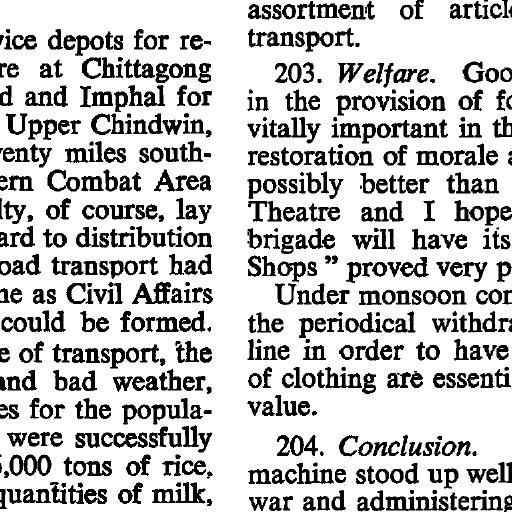 vice depots for re-
re at Chittagong
d and Imphal for
Upper Chindwin,
venty miles south-
ern Combat Area
lty, of course, lay
ard to distribution
oad transport had
ne as Civil Affairs
could be formed.
e of transport, the
and bad weather,
es for the popula-
were successfully
5,000 tons of rice,
quantities of milk,
assortment of articl
transport.
203. Welfare. Goo
in the provision of fo
vitally important in th
restoration of morale a
possibly better than
Theatre and I hope
brigade will have its
Shops " proved very p
Under monsoon con
the periodical withdra
line in order to have
of clothing are essenti
value.
204. Conclusion.
machine stood up well
war and administering